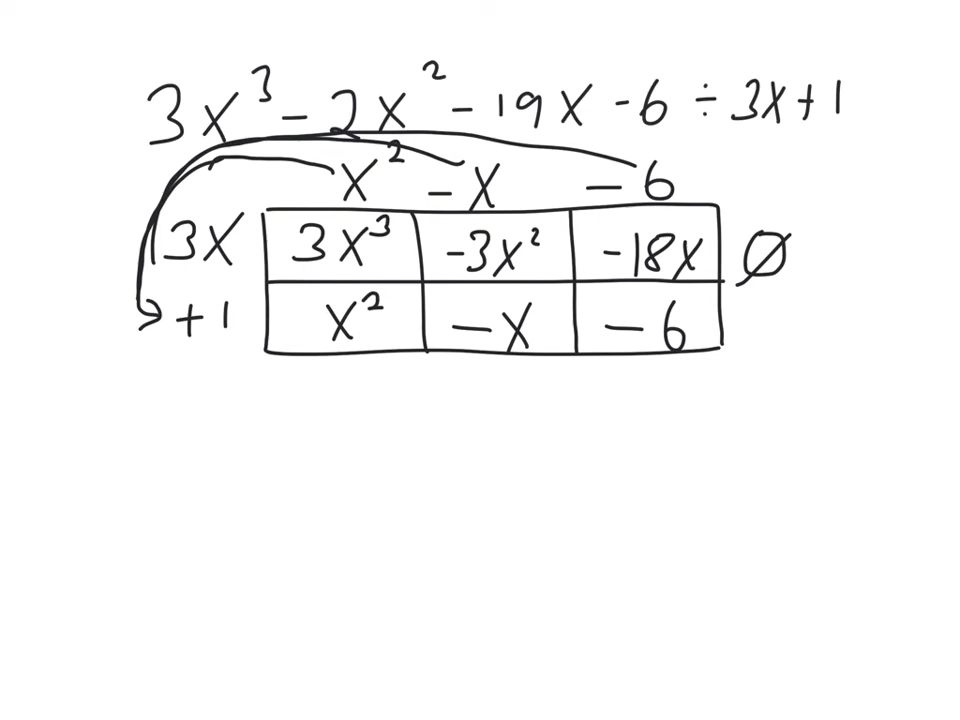 3x³ - 2x² - 19x - 6 ÷ 3x + 1
x² - x - 6
3x 3x³ -3x² -18x Ø
+1 x² -x -6